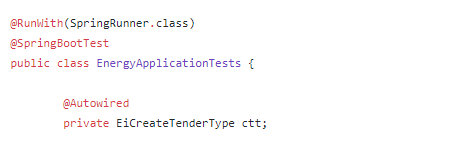 @RunWith(SpringRunner.class)
@SpringBootTest
public class EnergyApplicationTests {
@Autowired
private EiCreateTenderType ctt;